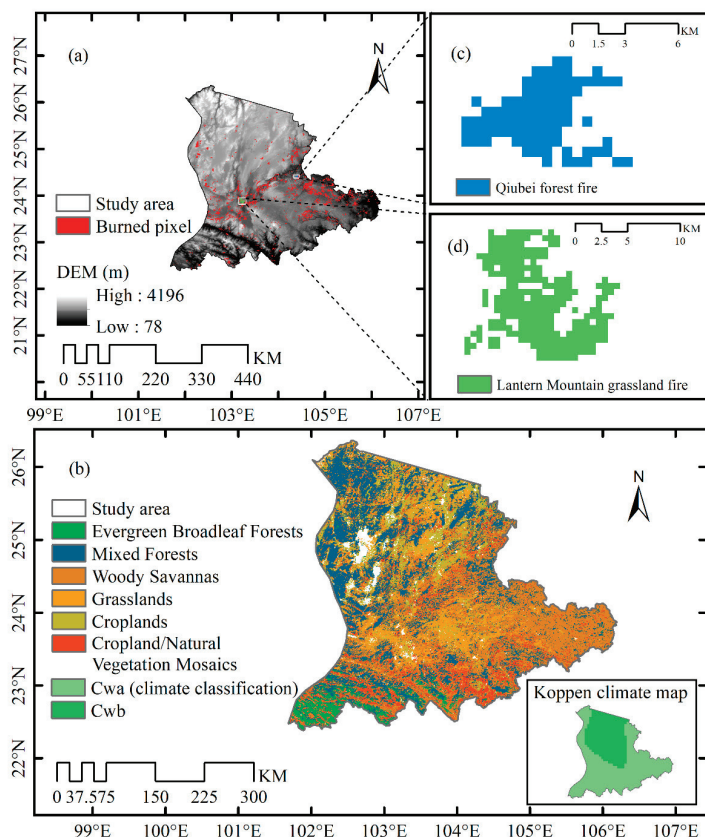 (a)
N
27°N
26°N
25°N
24°N
23°N
22°N
21°N
Study area
Burned pixel
DEM (m)
High : 4196
Low : 78
KM
0 55110 220 330 440
99°E 101°E 103°E 105°E 107°E
(c)
KM
0 1.5 3 6
Qiubei forest fire
(d)
KM
0 2.5 5 10
Lantern Mountain grassland fire
(b)
N
26°N
25°N
24°N
23°N
22°N
Study area
Evergreen Broadleaf Forests
Mixed Forests
Woody Savannas
Grasslands
Croplands
Cropland/Natural
Vegetation Mosaics
Cwa (climate classification)
Cwb
KM
0 37.575 150 225 300
Koppen climate map
99°E 100°E 101°E 102°E 103°E 104°E 105°E 106°E 107°E